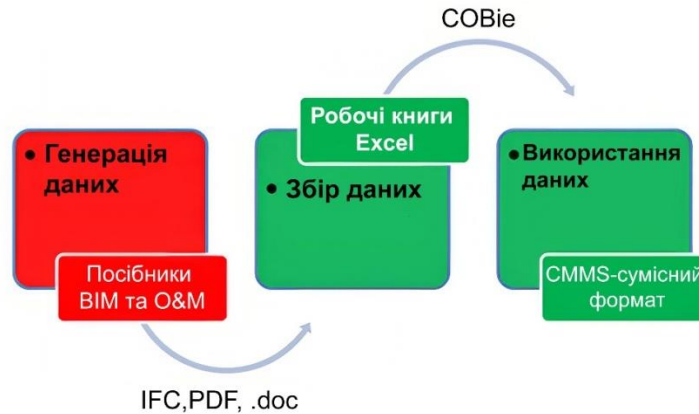 COBie
Робочі книги
Excel
• Генерація
даних
• Збір даних
• Використання
даних
Посібники
BIM та O&M
CMMS-сумісний
формат
IFC,PDF, .doc